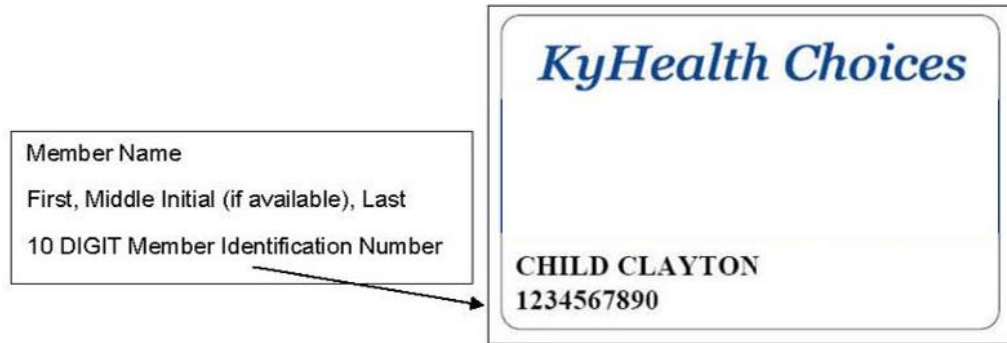 KyHealth Choices
Member Name
First, Middle Initial (if available), Last
10 DIGIT Member Identification Number
CHILD CLAYTON
1234567890